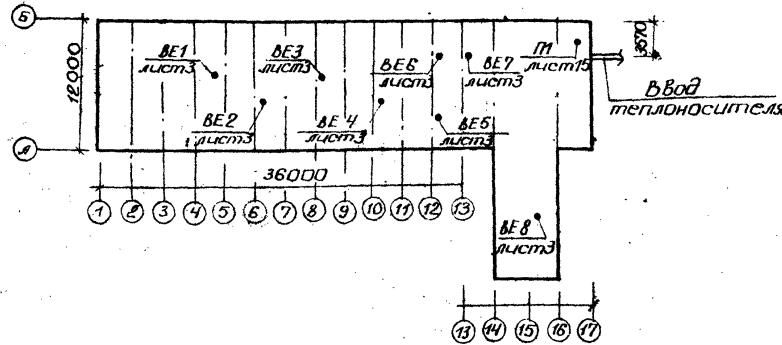 Б
12000
А
ВЕ1
лист3
ВЕ3
лист3
ВЕ6
лист3
ВЕ7
лист3
П1
лист15
3570
Ввод
теплоносителя
ВЕ2
лист3
ВЕ4
лист3
ВЕ5
лист3
36000
1 2 3 4 5 6 7 8 9 10 11 12 13
ВЕ8
лист3
13 14 15 16 17